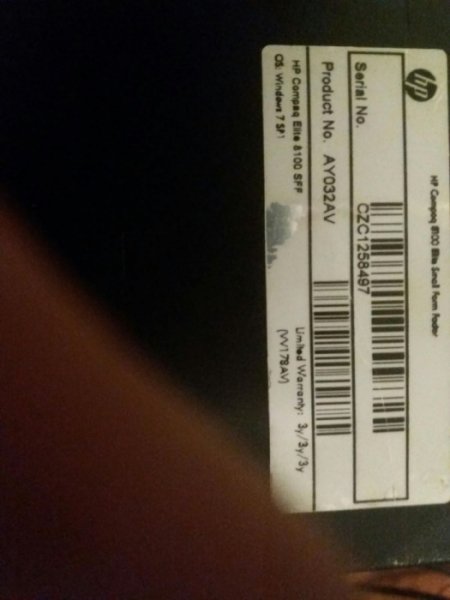 hp
HP Compaq 8100 Elite Small Form Factor
Serial No.
CZC1258497
Product No. AY032AV
HP Compaq Elite 8100 SFF
OS: Windows 7 SP1
Limited Warranty: 3y/3y/3y
(VV178AV)